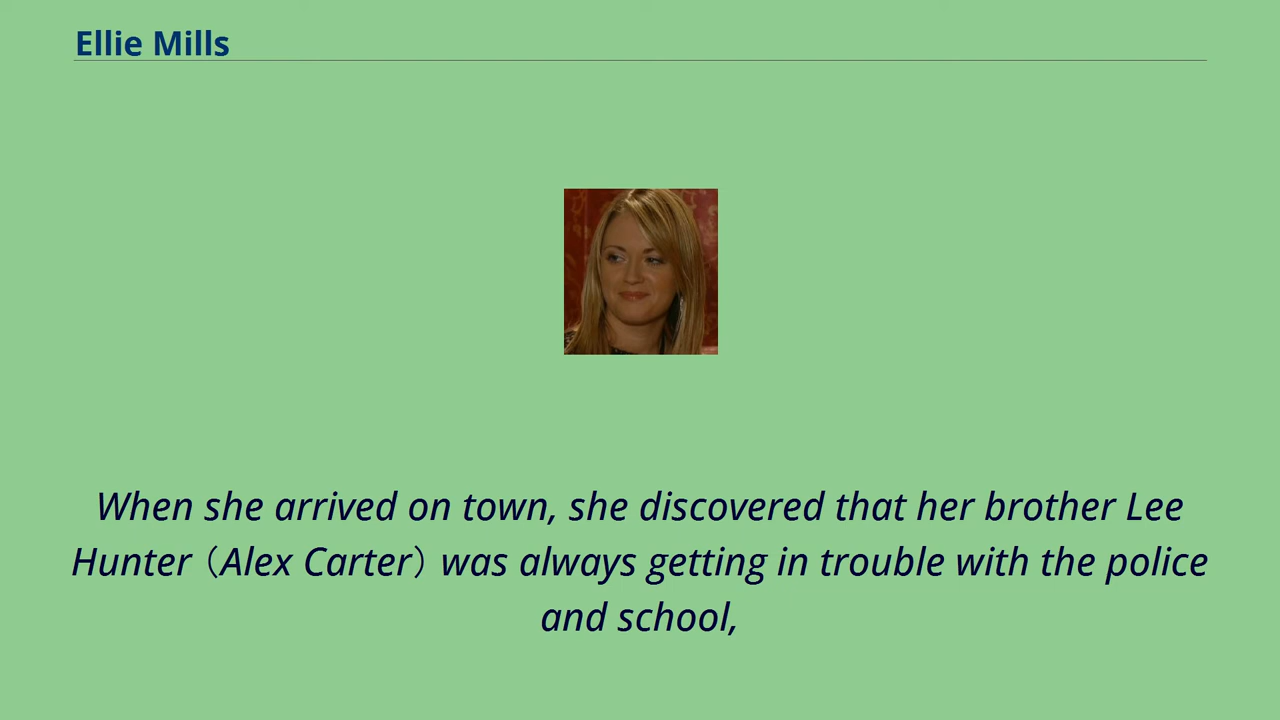 Ellie Mills
When she arrived on town, she discovered that her brother Lee
Hunter（Alex Carter）was always getting in trouble with the police
and school,